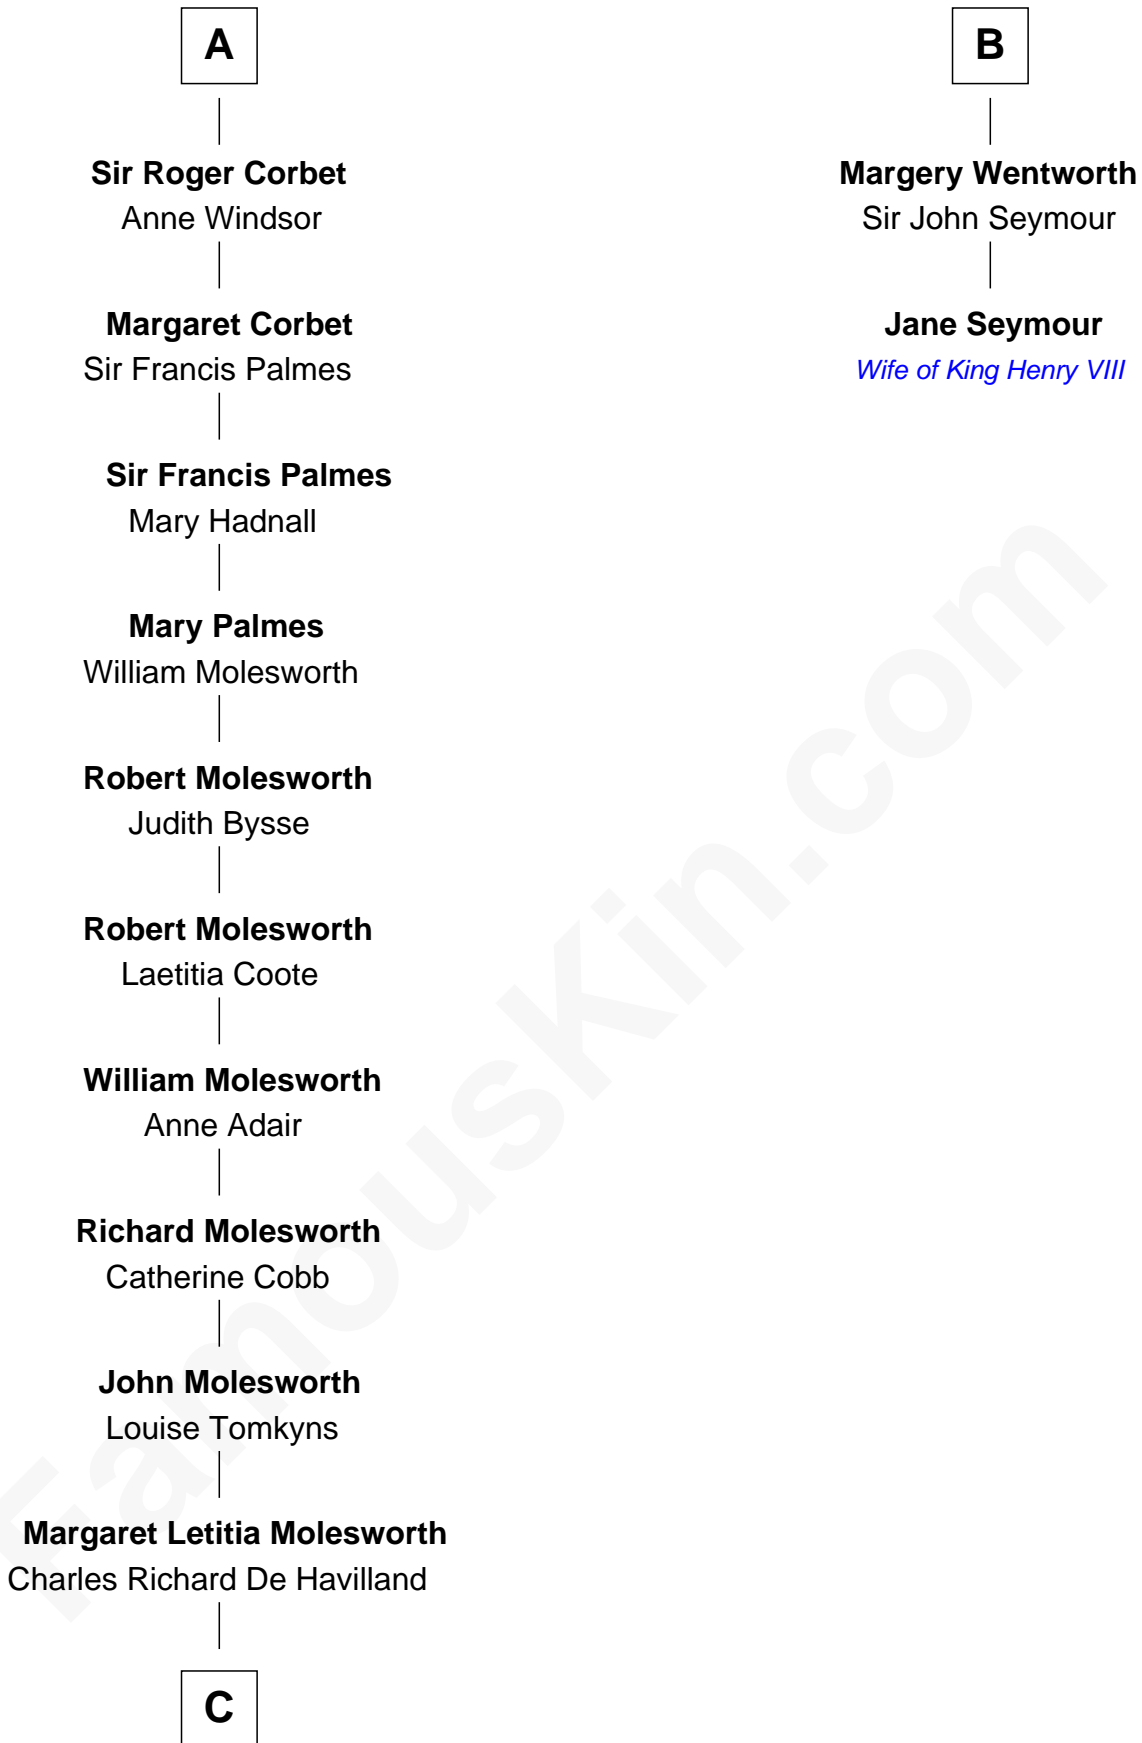 A
Sir Roger Corbet
Anne Windsor
Margaret Corbet
Sir Francis Palmes
Sir Francis Palmes
Mary Hadnall
Mary Palmes
William Molesworth
Robert Molesworth
Judith Bysse
Robert Molesworth
Laetitia Coote
William Molesworth
Anne Adair
Richard Molesworth
Catherine Cobb
John Molesworth
Louise Tomkyns
Margaret Letitia Molesworth
Charles Richard De Havilland
C
B
Margery Wentworth
Sir John Seymour
Jane Seymour
Wife of King Henry VIII
FamousKin.com